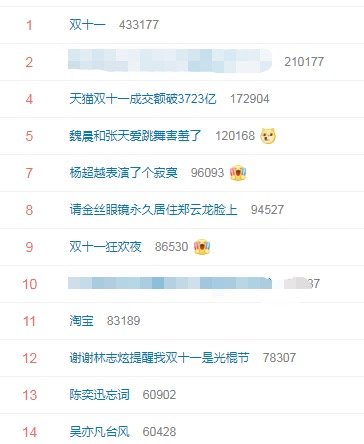 1 双十一 433177
2 210177
4 天猫双十一成交额破3723亿 172904
5 魏晨和张天爱跳舞害羞了 120168
7 杨超越表演了个寂寞 96093
8 请金丝眼镜永久居住郑云龙脸上 94527
9 双十一狂欢夜 86530
10
11 淘宝 83189
12 谢谢林志炫提醒我双十一是光棍节 78307
13 陈奕迅忘词 60902
14 吴亦凡台风 60428